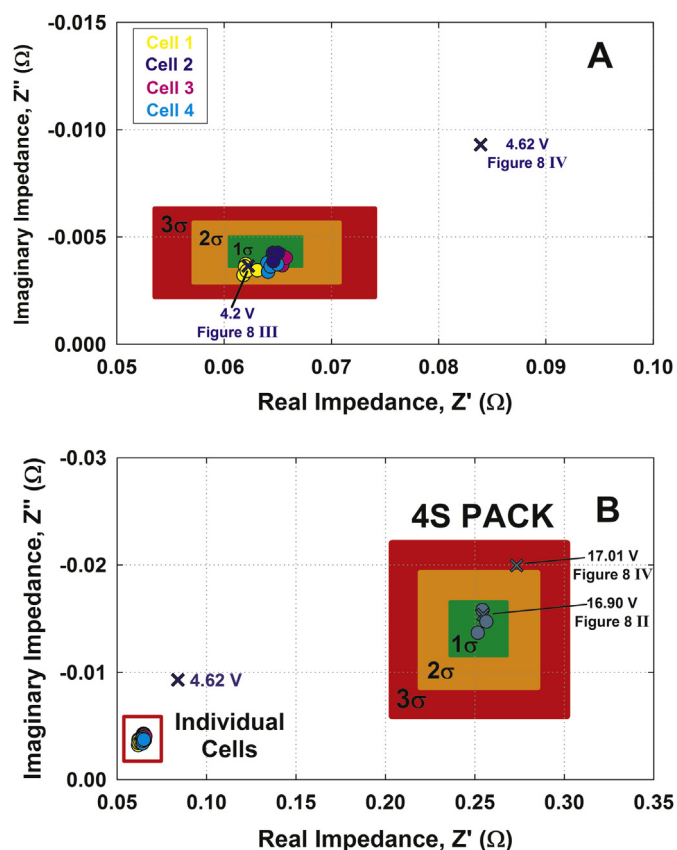 -0.015
-0.010
-0.005
0.000
Imaginary Impedance, Z" (Ω)
Cell 1
Cell 2
Cell 3
Cell 4
A
4.62 V
Figure 8 IV
3σ
2σ
1σ
4.2 V
Figure 8 III
0.05 0.06 0.07 0.08 0.09 0.10
Real Impedance, Z' (Ω)
-0.03
-0.02
-0.01
0.00
Imaginary Impedance, Z" (Ω)
4S PACK
B
17.01 V
Figure 8 IV
16.90 V
Figure 8 II
1σ
2σ
3σ
4.62 V
Individual
Cells
0.05 0.10 0.15 0.20 0.25 0.30 0.35
Real Impedance, Z' (Ω)